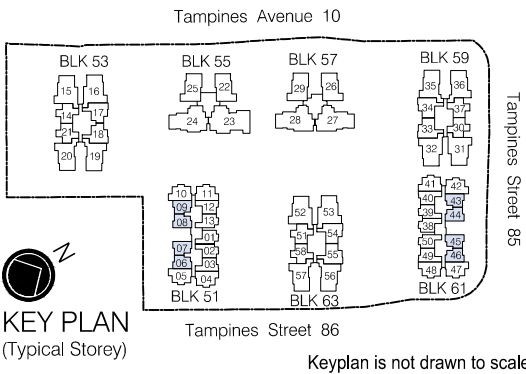 Tampines Avenue 10
BLK 53
BLK 55
BLK 57
BLK 59
15 16
14 17
21 18
20 19
25 22
24 23
29 26
28 27
35 36
34 37
33 30
32 31
Tampines Street 85
10 11
09 12
08 13
01
07 02
06 03
05 04
BLK 51
52 53
51 54
58 55
57 56
BLK 63
41 42
40 43
39 44
38
50 45
49 46
48 47
BLK 61
N
KEY PLAN
(Typical Storey)
Tampines Street 86
Keyplan is not drawn to scale